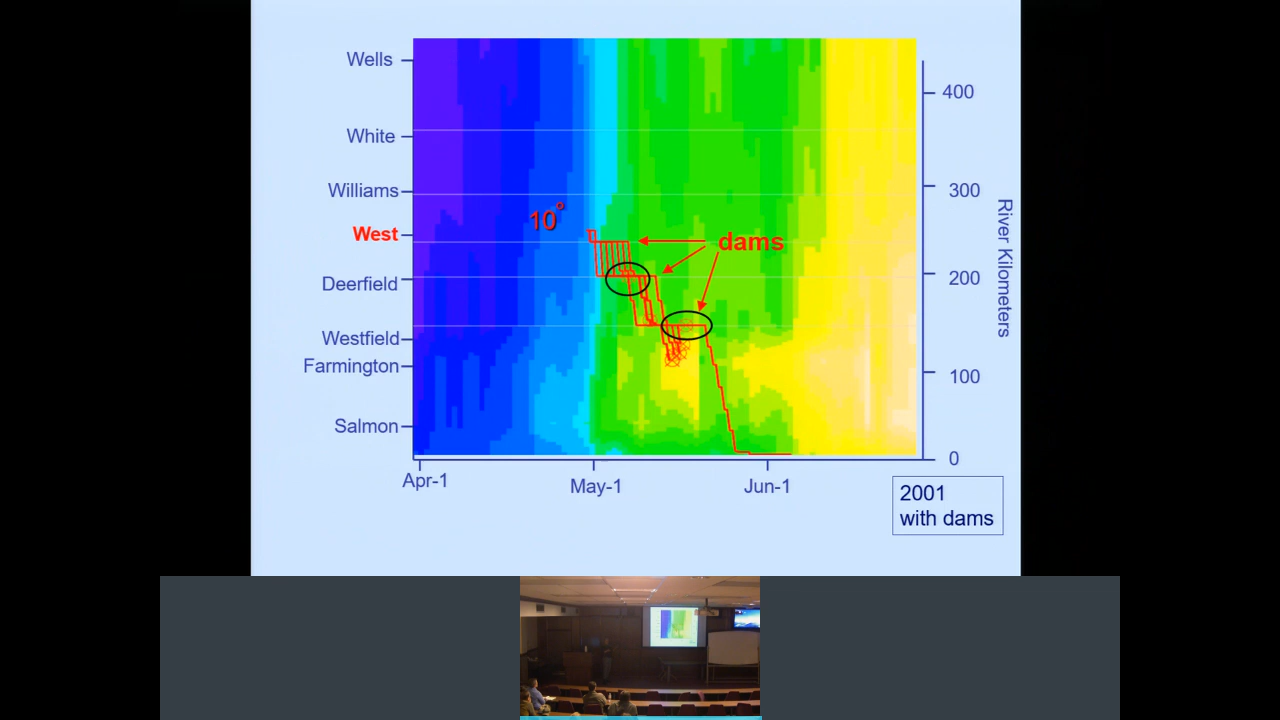 Wells
White
Williams
West
Deerfield
Westfield
Farmington
Salmon
10°
dams
400
300
200
100
0
River Kilometers
Apr-1
May-1
Jun-1
2001
with dams